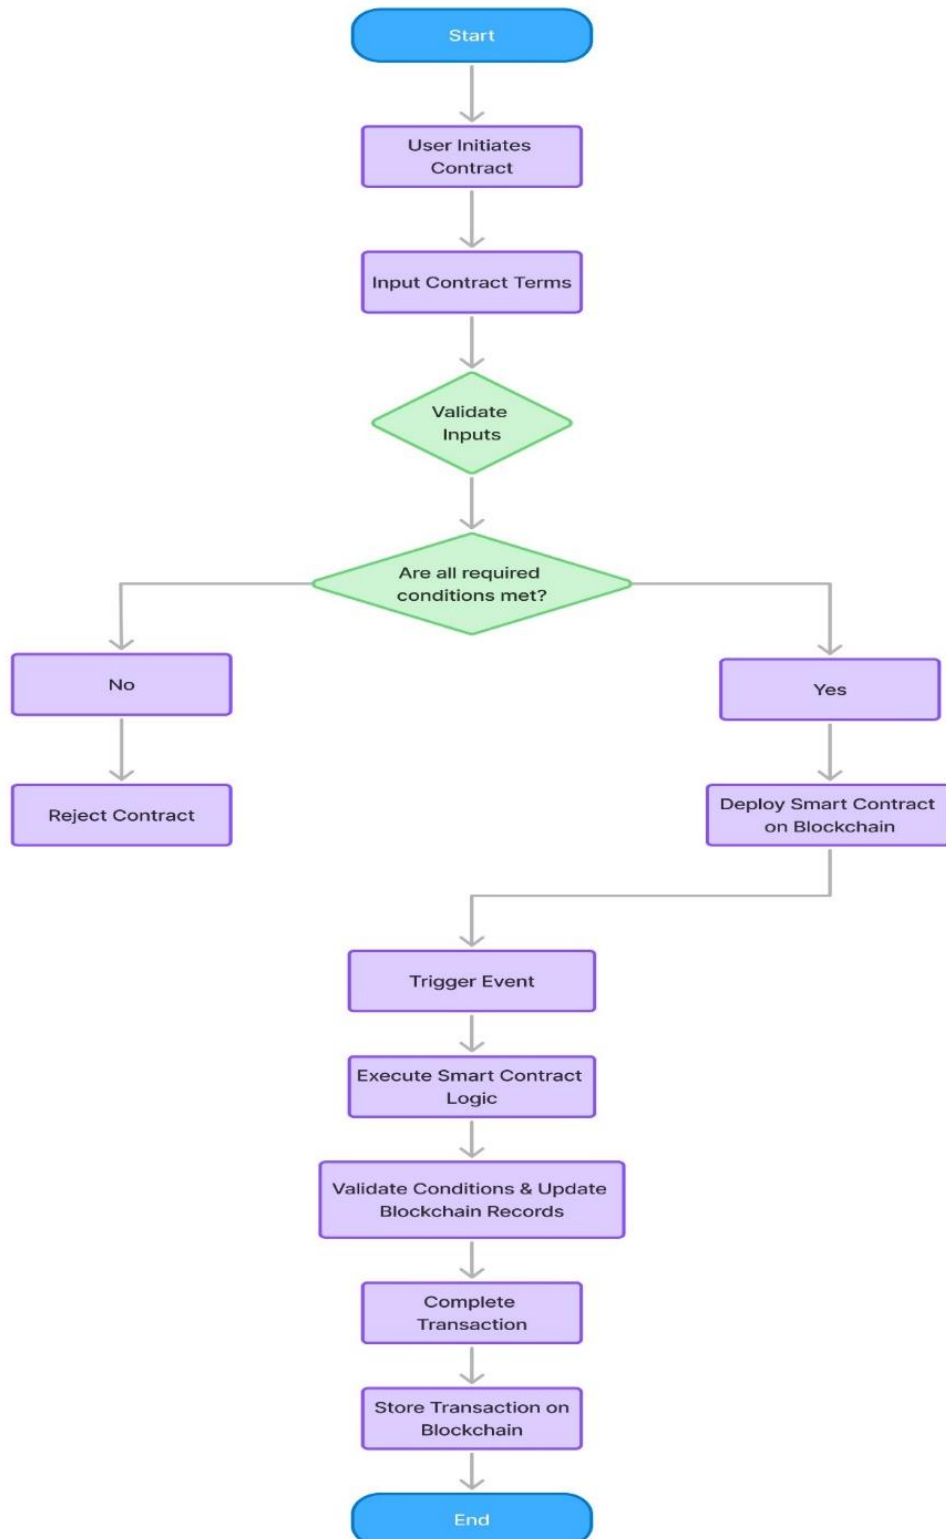 Start
User Initiates
Contract
Input Contract Terms
Validate
Inputs
Are all required
conditions met?
No
Yes
Reject Contract
Deploy Smart Contract
on Blockchain
Trigger Event
Execute Smart Contract
Logic
Validate Conditions & Update
Blockchain Records
Complete
Transaction
Store Transaction on
Blockchain
End